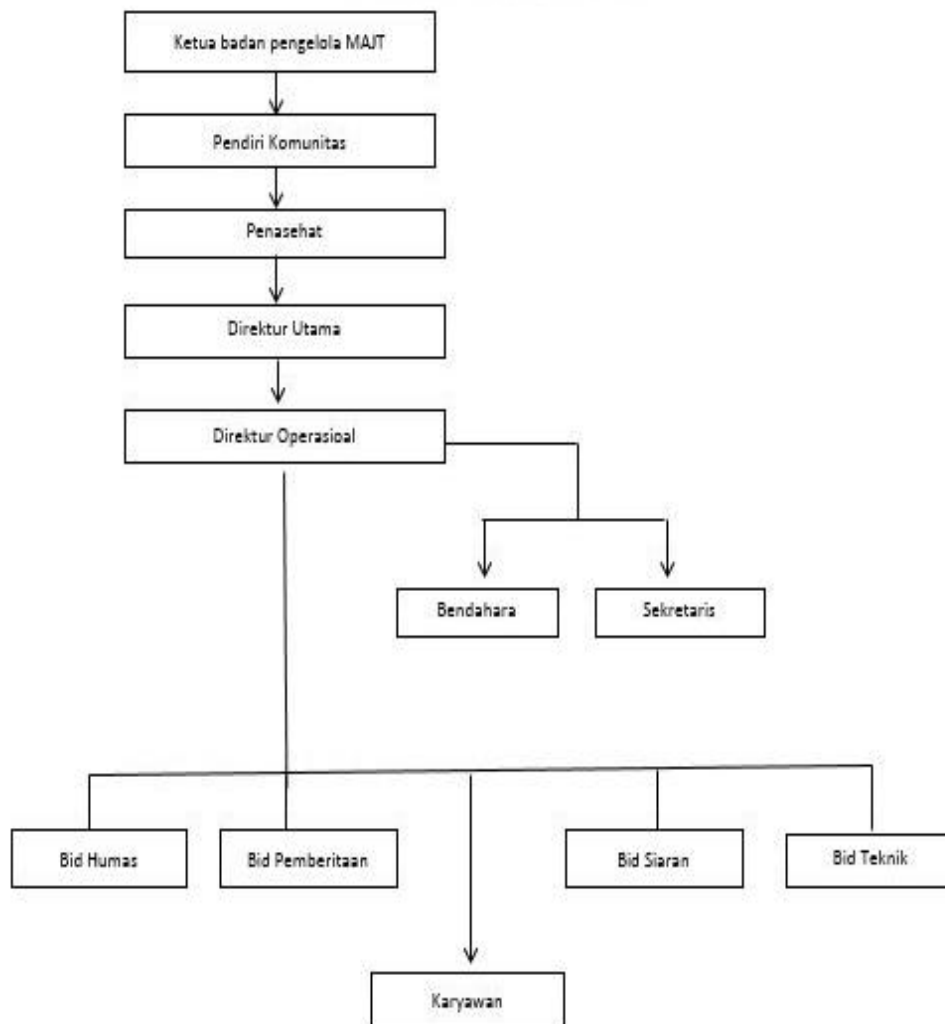 Ketua badan pengelola MAJT
Pendiri Komunitas
Penasehat
Direktur Utama
Direktur Operasioal
Bendahara
Sekretaris
Bid Humas
Bid Pemberitaan
Bid Siaran
Bid Teknik
Karyawan